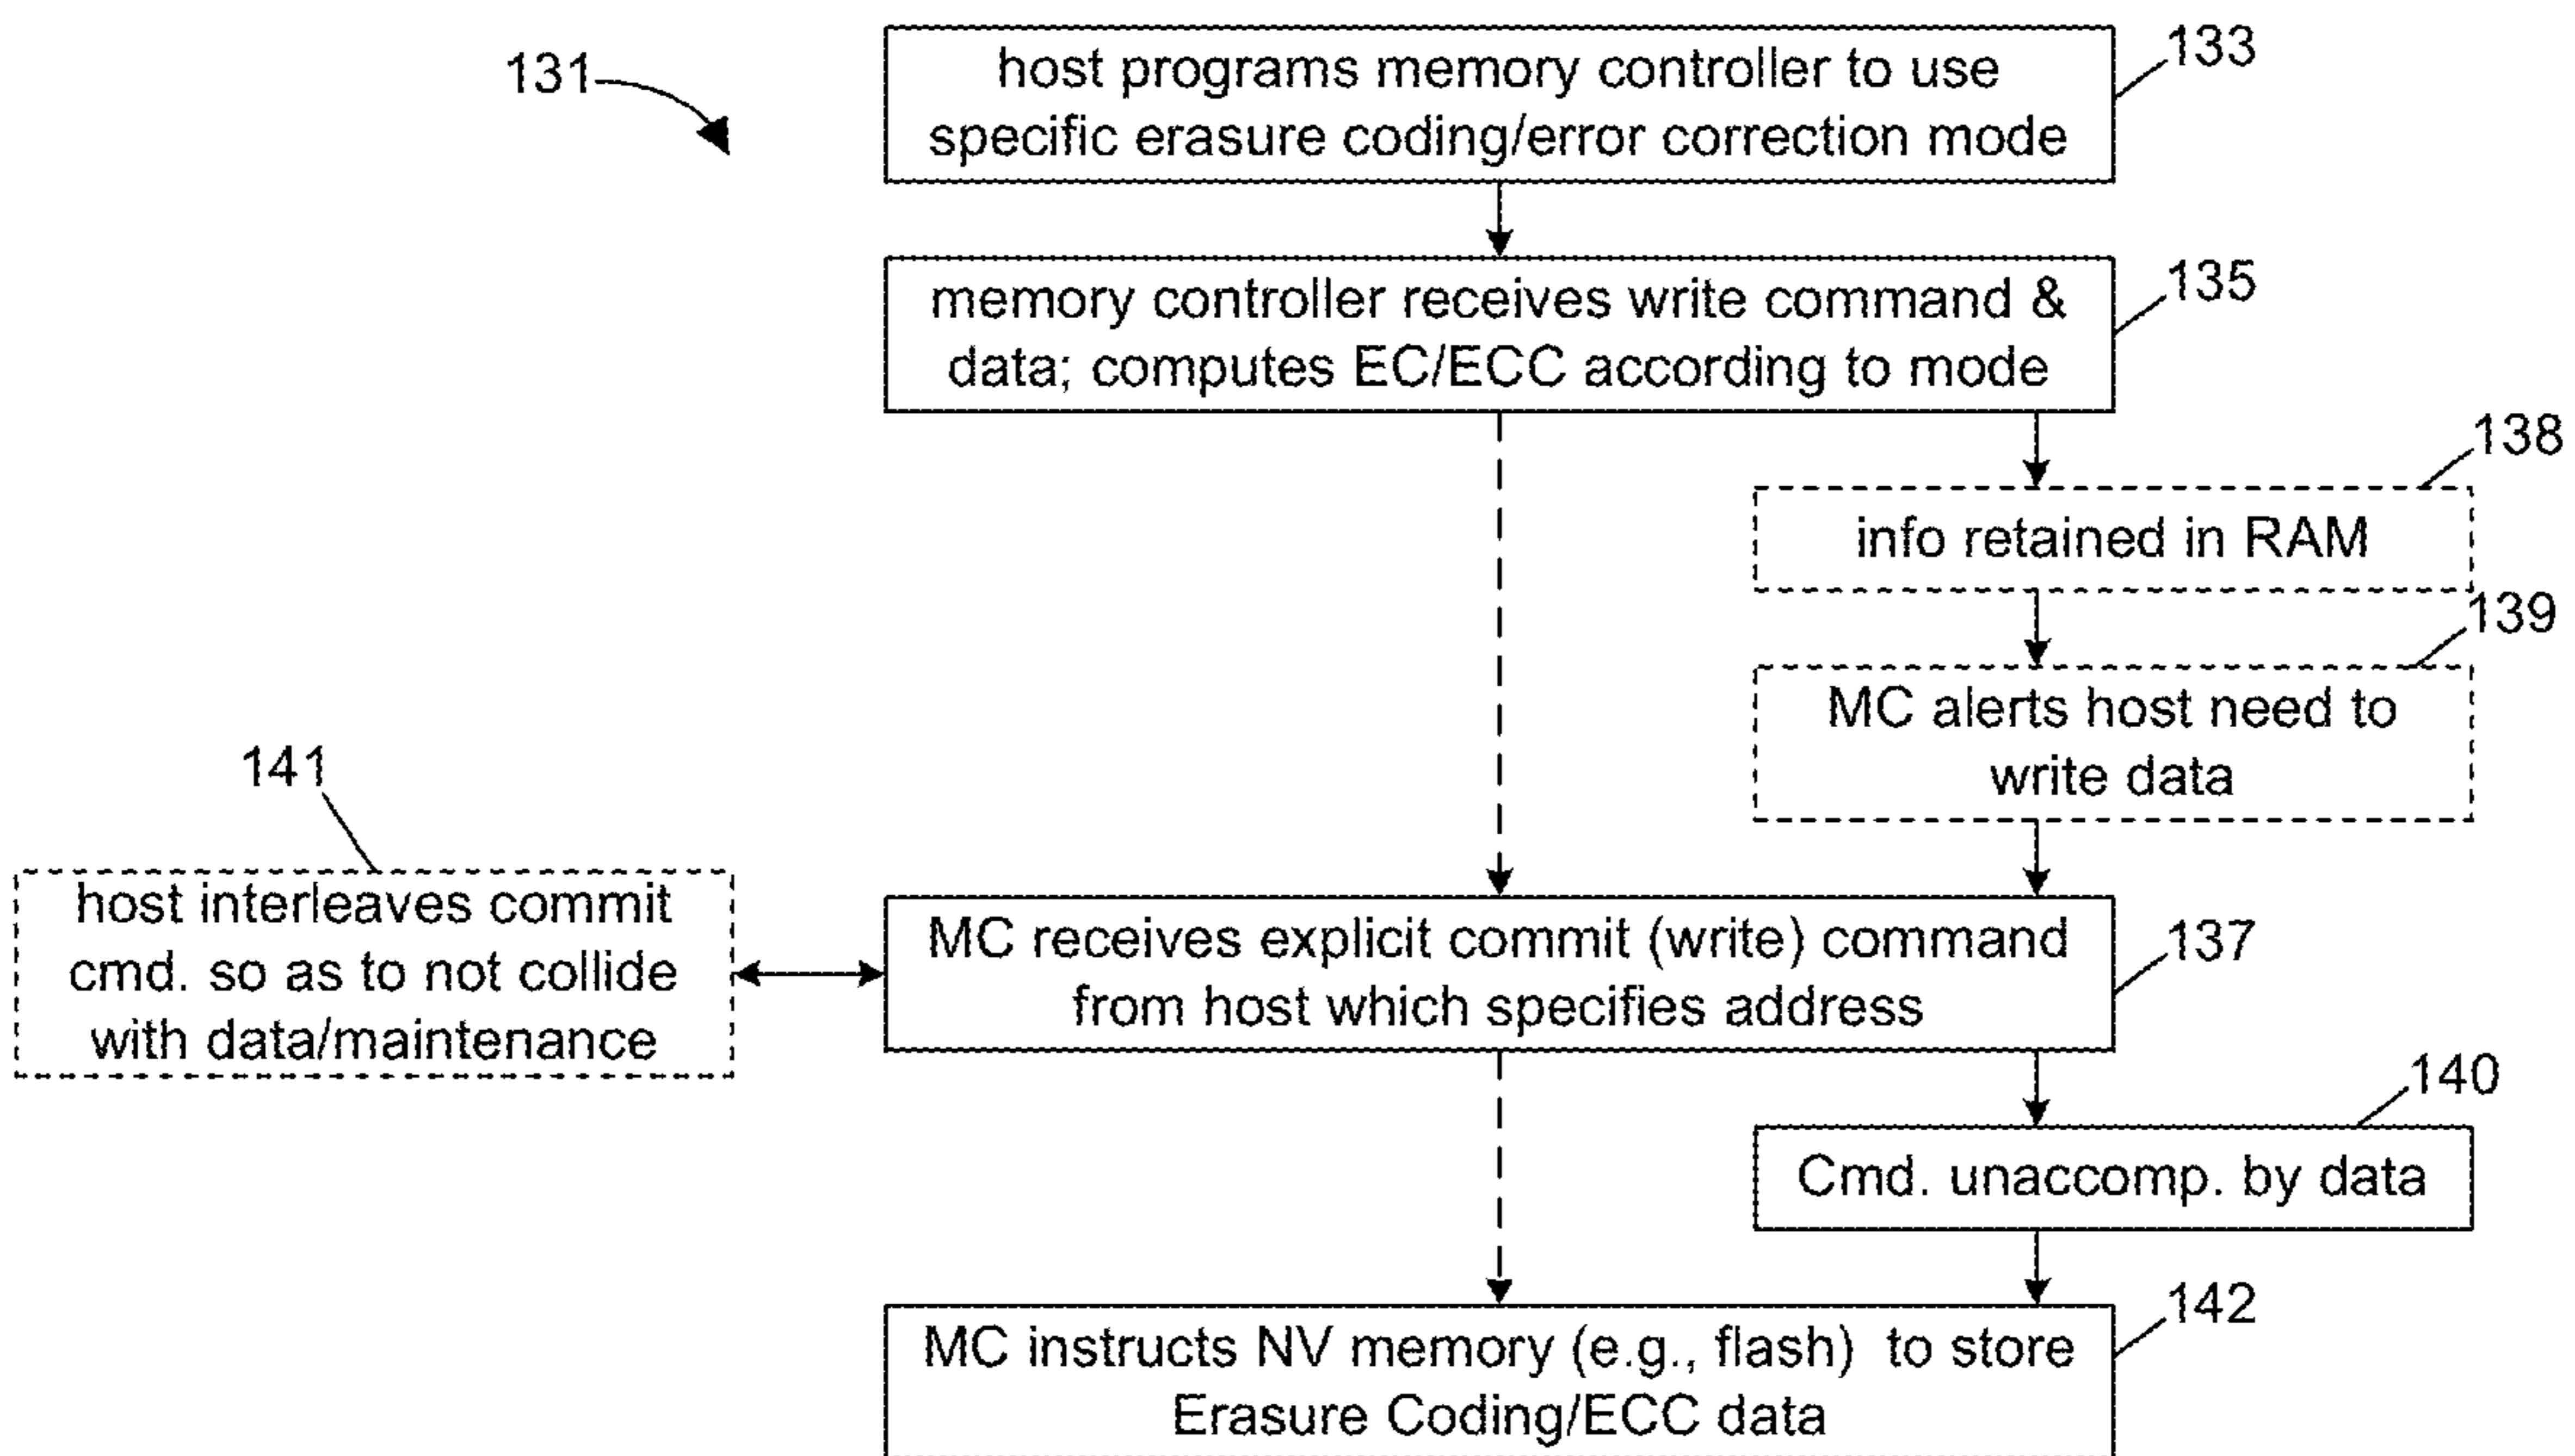 131
host programs memory controller to use
specific erasure coding/error correction mode
133
memory controller receives write command &
data; computes EC/ECC according to mode
135
138
info retained in RAM
139
MC alerts host need to
write data
141
host interleaves commit
cmd. so as to not collide
with data/maintenance
MC receives explicit commit (write) command
from host which specifies address
137
140
Cmd. unaccomp. by data
142
MC instructs NV memory (e.g., flash) to store
Erasure Coding/ECC data